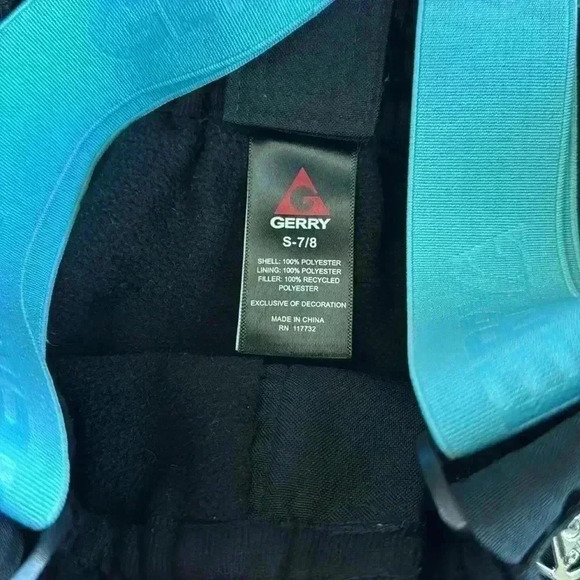 GERRY
S-7/8
SHELL: 100% POLYESTER
LINING: 100% POLYESTER
FILLER: 100% RECYCLED
POLYESTER
EXCLUSIVE OF DECORATION
MADE IN CHINA
RN 117732